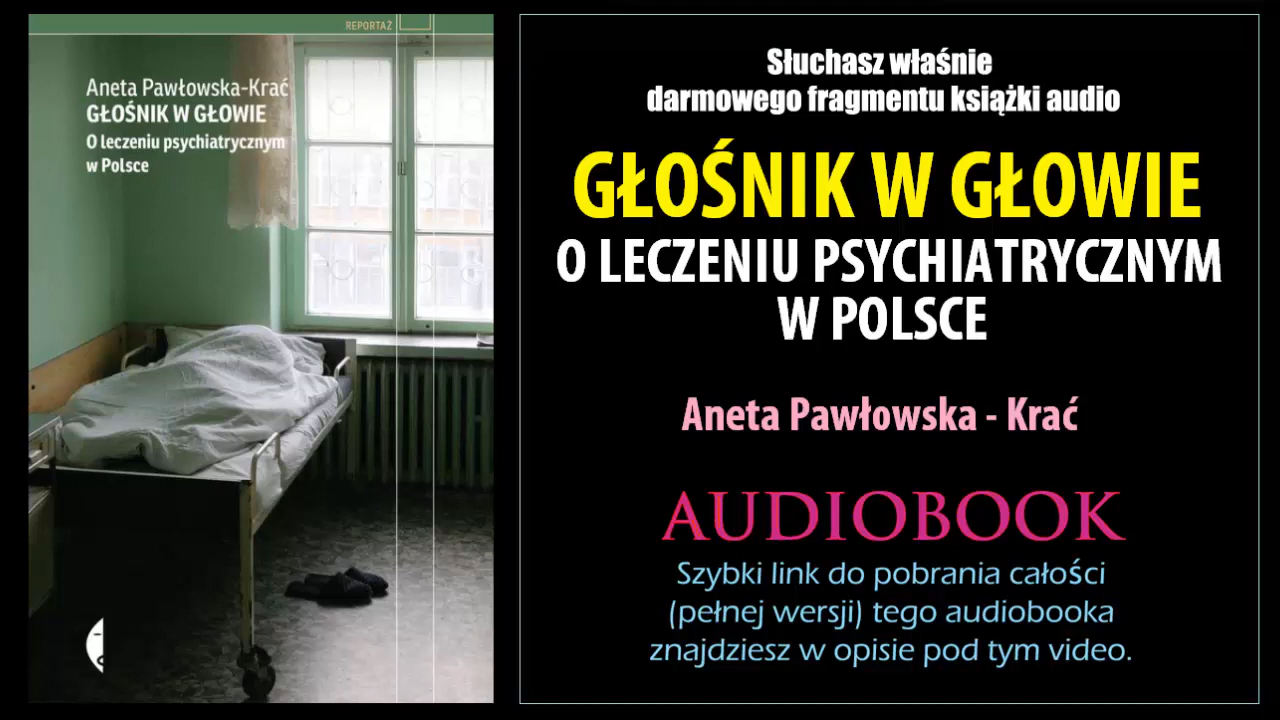 REPORTAŻ
Aneta Pawłowska-Krać
GŁOŚNIK W GŁOWIE
O leczeniu psychiatrycznym
w Polsce
Słuchasz właśnie
darmowego fragmentu książki audio
GŁOŚNIK W GŁOWIE
O LECZENIU PSYCHIATRYCZNYM
W POLSCE
Aneta Pawłowska - Krać
AUDIOBOOK
Szybki link do pobrania całości
(pełnej wersji) tego audiobooka
znajdziesz w opisie pod tym video.